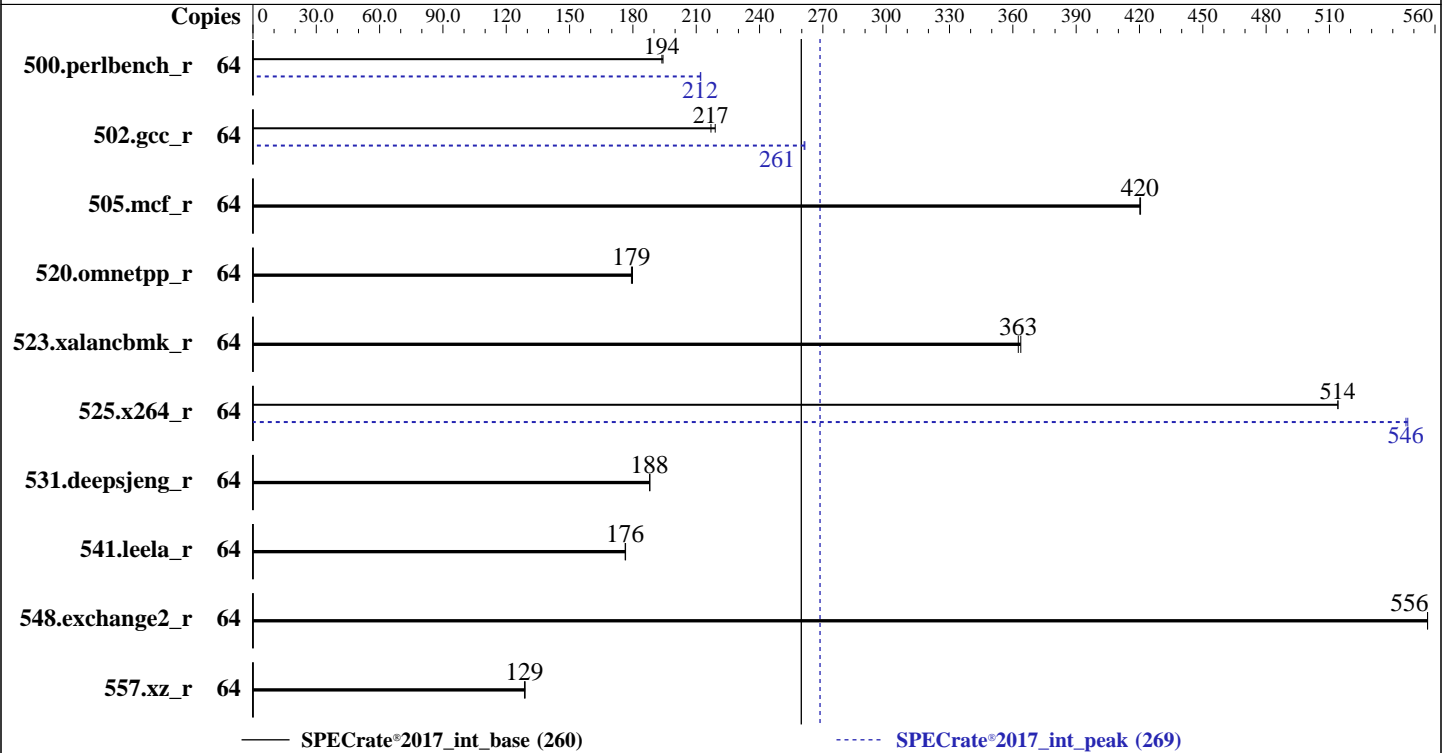 Copies 0 30.0 60.0 90.0 120 150 180 210 240 270 300 330 360 390 420 450 480 510 560
500.perlbench_r 64 194
212
502.gcc_r 64 217
261
505.mcf_r 64 420
520.omnetpp_r 64 179
523.xalancbmk_r 64 363
525.x264_r 64 514
546
531.deepsjeng_r 64 188
541.leela_r 64 176
548.exchange2_r 64 556
557.xz_r 64 129
SPECrate®2017_int_base (260) SPECrate®2017_int_peak (269)